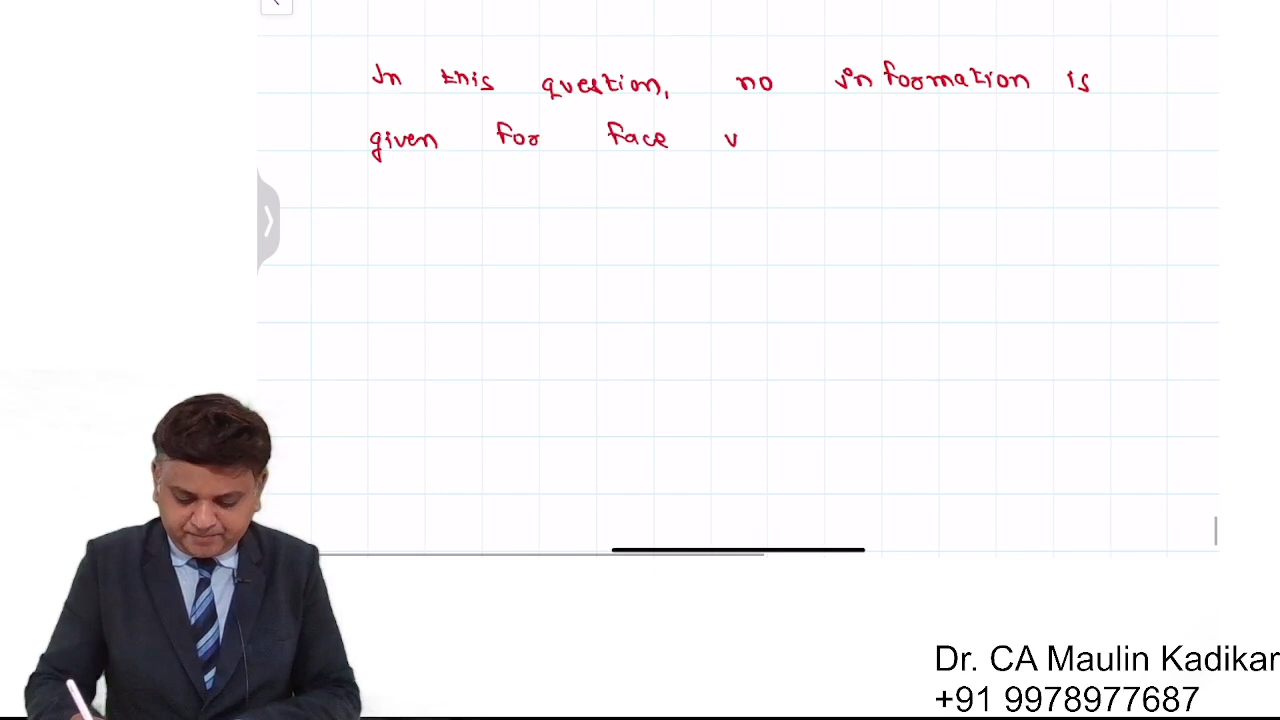 In this question, no information is
given for face v
Dr. CA Maulin Kadikar
+91 9978977687